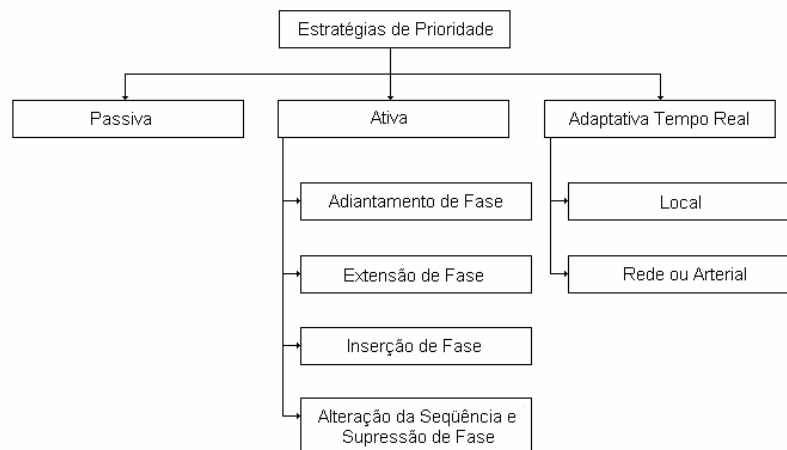 Estratégias de Prioridade
Passiva
Ativa
Adaptativa Tempo Real
Adiantamento de Fase
Local
Extensão de Fase
Rede ou Arterial
Inserção de Fase
Alteração da Seqüência e
Supressão de Fase